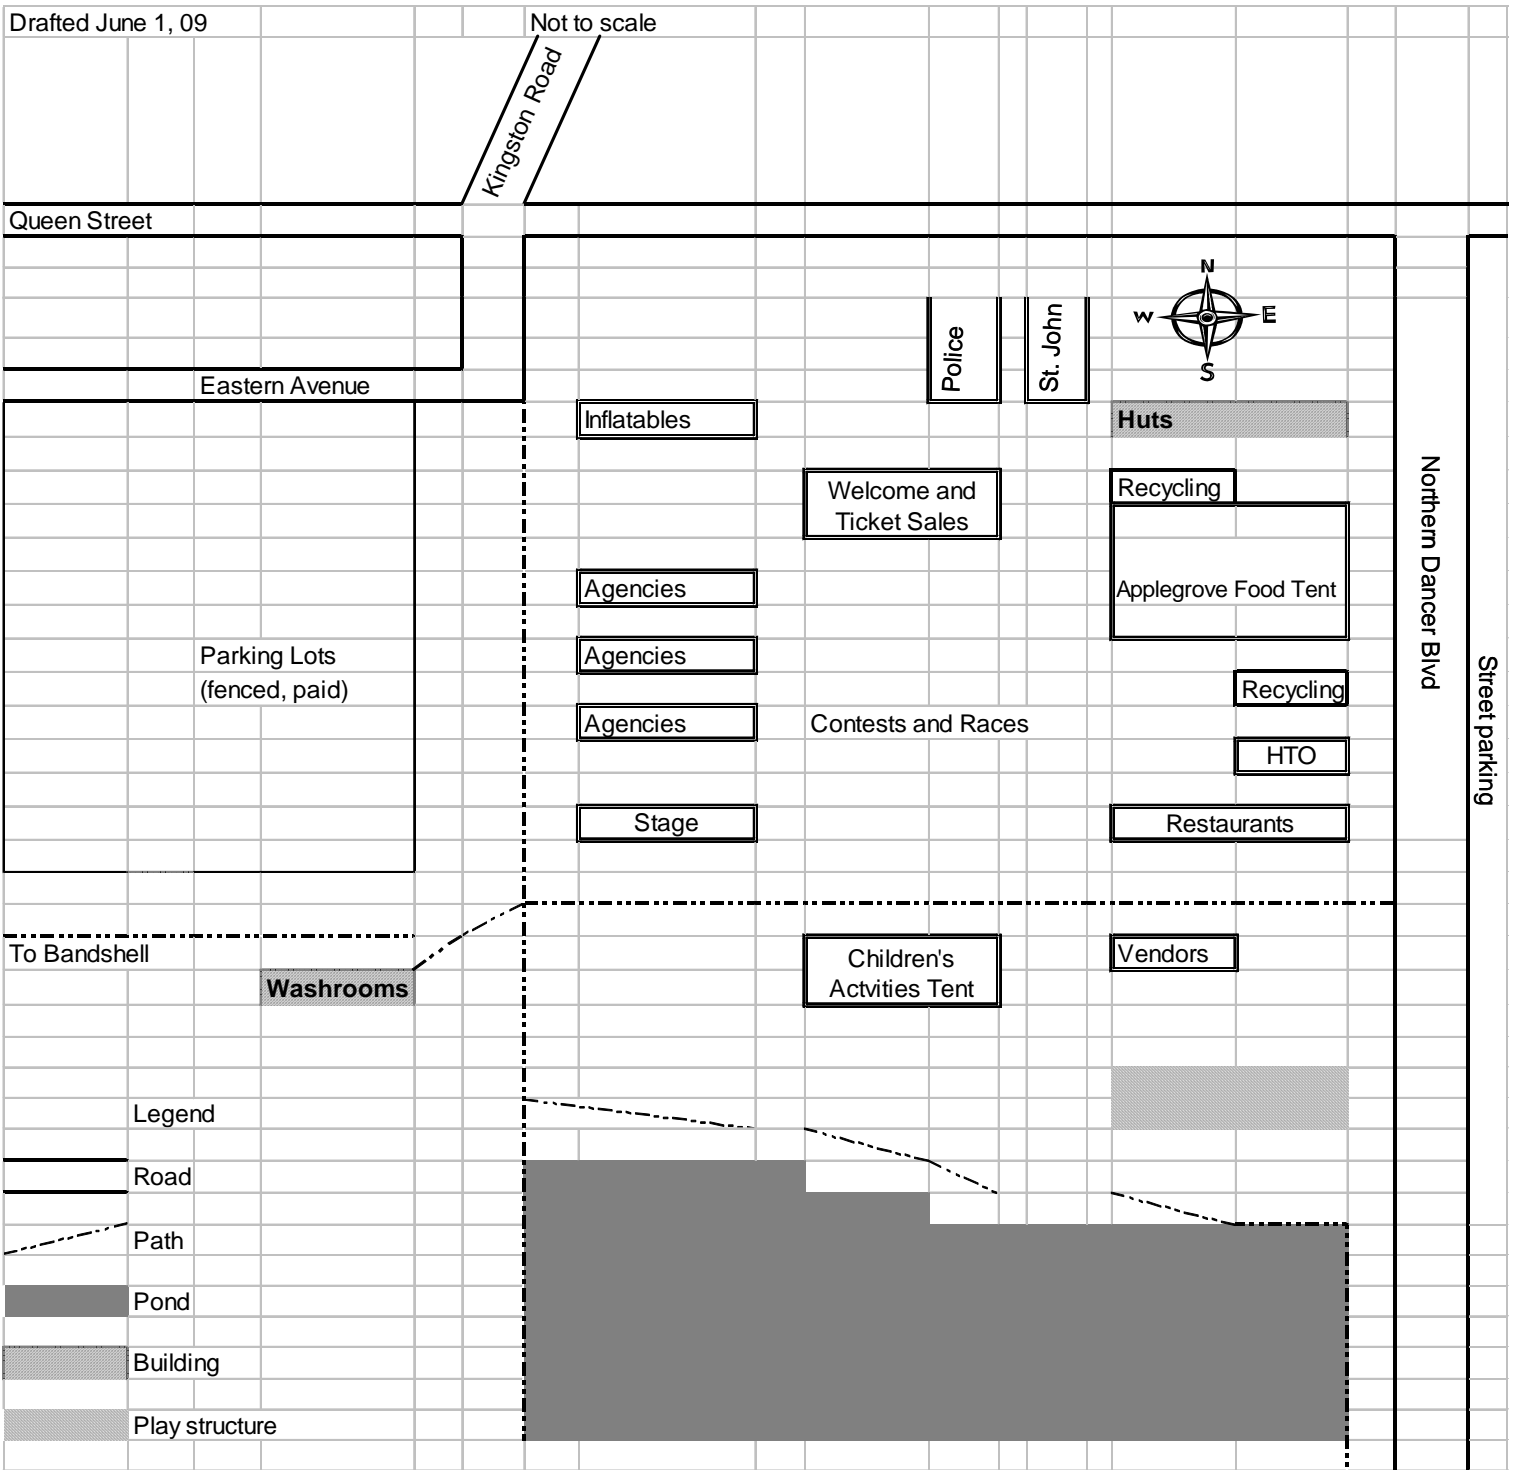 Drafted June 1, 09
Not to scale
Kingston Road
Queen Street
N
W
E
S
Police
St. John
Eastern Avenue
Inflatables
Huts
Welcome and
Ticket Sales
Recycling
Agencies
Applegrove Food Tent
Northern Dancer Blvd
Parking Lots
(fenced, paid)
Agencies
Recycling
Street parking
Agencies
Contests and Races
HTO
Stage
Restaurants
To Bandshell
Washrooms
Children's
Actvities Tent
Vendors
Legend
Road
Path
Pond
Building
Play structure